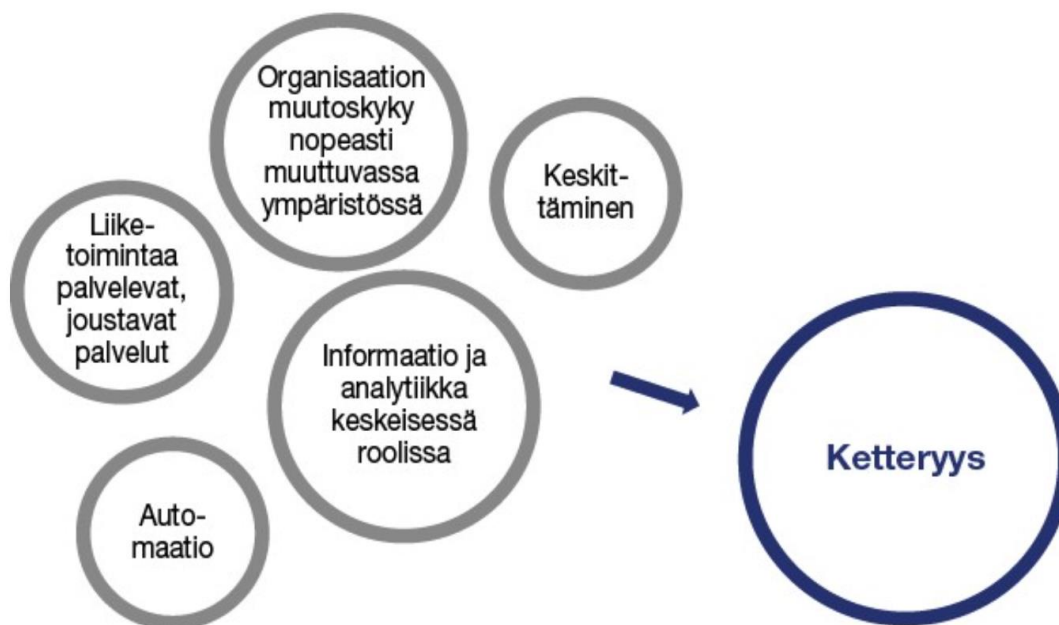 Organisaation
muutoskyky
nopeasti
muuttuvassa
ympäristössä
Keskit-
täminen
Liike-
toimintaa
palvelevat,
joustavat
palvelut
Informaatio ja
analytiikka
keskeisessä
roolissa
Ketteryys
Auto-
maatio